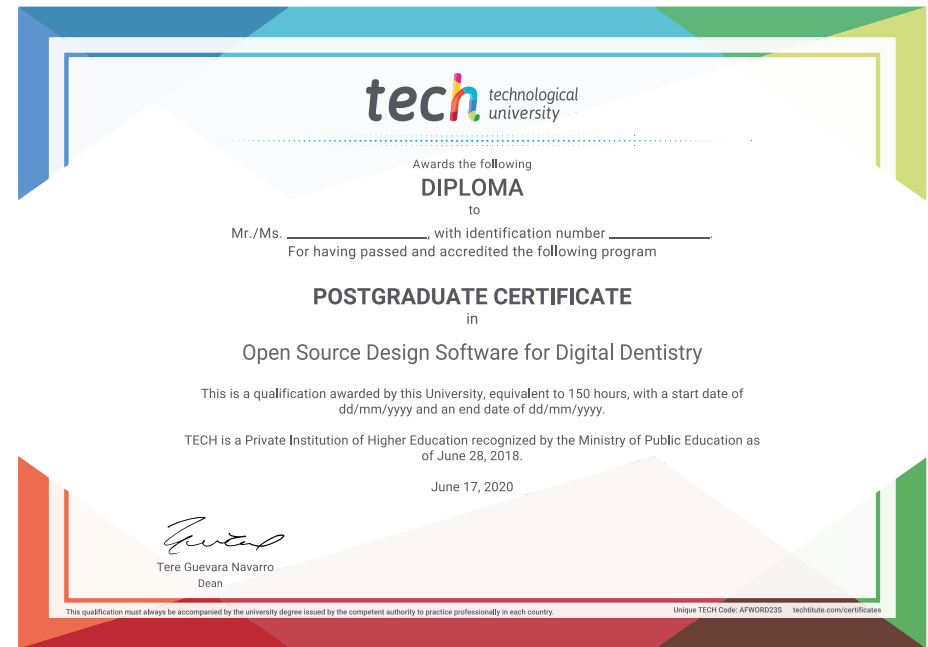 tech technological
university
Awards the following
DIPLOMA
to
Mr./Ms. ____________________, with identification number ______________.
For having passed and accredited the following program
POSTGRADUATE CERTIFICATE
in
Open Source Design Software for Digital Dentistry
This is a qualification awarded by this University, equivalent to 150 hours, with a start date of
dd/mm/yyyy and an end date of dd/mm/yyyy.
TECH is a Private Institution of Higher Education recognized by the Ministry of Public Education as
of June 28, 2018.
June 17, 2020
Tere Guevara Navarro
Dean
This qualification must always be accompanied by the university degree issued by the competent authority to practice professionally in each country.
Unique TECH Code: AFWORD23S techtitute.com/certificates